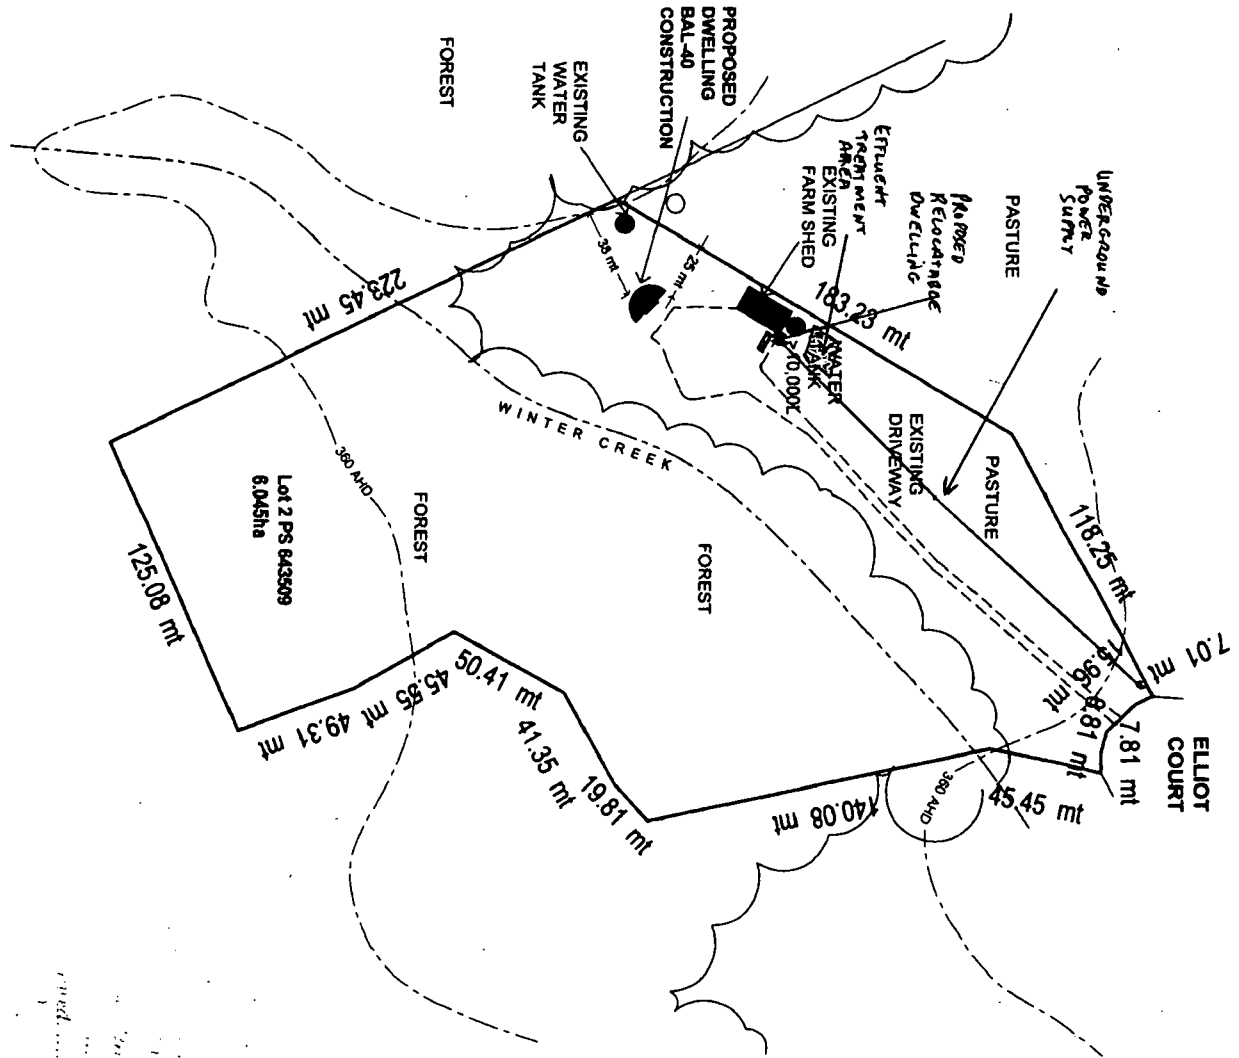 PROPOSED
DWELLING
BAL-40
CONSTRUCTION
FOREST
EXISTING
WATER
TANK
EFFLUENT
TREATMENT
AREA
EXISTING
FARM SHED
PROPOSED
RELOCATABLE
DWELLING
PASTURE
UNDERGROUND
POWER
SUPPLY
38 mt
25 mt
183.23 mt
WATER
TANK
>10,000L
223.45 mt
WINTER CREEK
EXISTING
DRIVEWAY
PASTURE
118.25 mt
360 AHD
Lot 2 PS 643509
6.045ha
FOREST
FOREST
125.08 mt
49.31 mt
45.55 mt
50.41 mt
41.35 mt
19.81 mt
140.08 mt
360 AHD
45.45 mt
15.96 mt
8.81 mt
7.81 mt
7.01 mt
ELLIOT
COURT